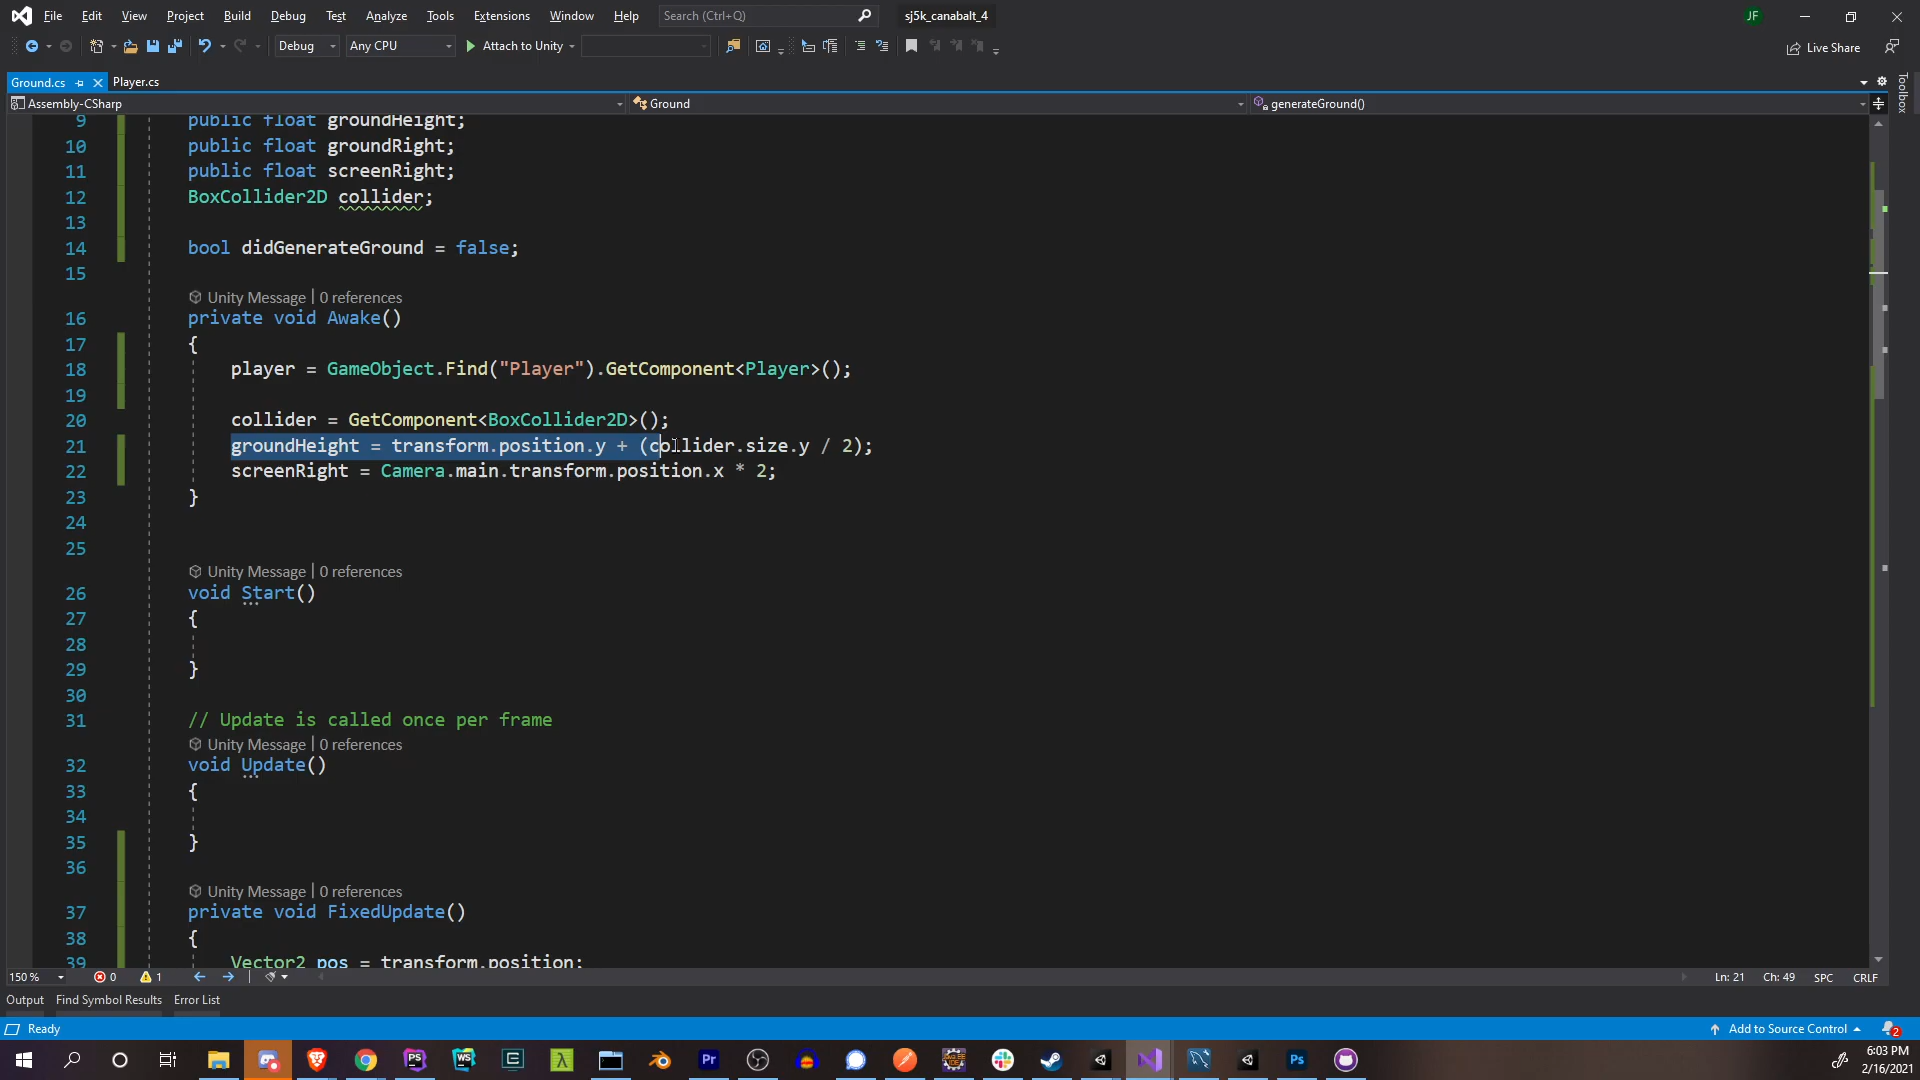 File Edit View Project Build Debug Test Analyze Tools Extensions Window Help Search (Ctrl+Q) sj5k_canabalt_4 JF
Debug Any CPU Attach to Unity Live Share
Ground.cs Player.cs
Toolbox
Assembly-CSharp Ground generateGround()
9 public float groundHeight;
10 public float groundRight;
11 public float screenRight;
12 BoxCollider2D collider;
13
14 bool didGenerateGround = false;
15
Unity Message | 0 references
16 private void Awake()
17 {
18 player = GameObject.Find("Player").GetComponent<Player>();
19
20 collider = GetComponent<BoxCollider2D>();
21 groundHeight = transform.position.y + (collider.size.y / 2);
22 screenRight = Camera.main.transform.position.x * 2;
23 }
24
25
Unity Message | 0 references
26 void Start()
27 {
28
29 }
30
31 // Update is called once per frame
Unity Message | 0 references
32 void Update()
33 {
34
35 }
36
Unity Message | 0 references
37 private void FixedUpdate()
38 {
39 Vector2 pos = transform.position;
150 % 0 1 Ln: 21 Ch: 49 SPC CRLF
Output Find Symbol Results Error List
Ready Add to Source Control 2
PS WS Pr Ps
6:03 PM
2/16/2021